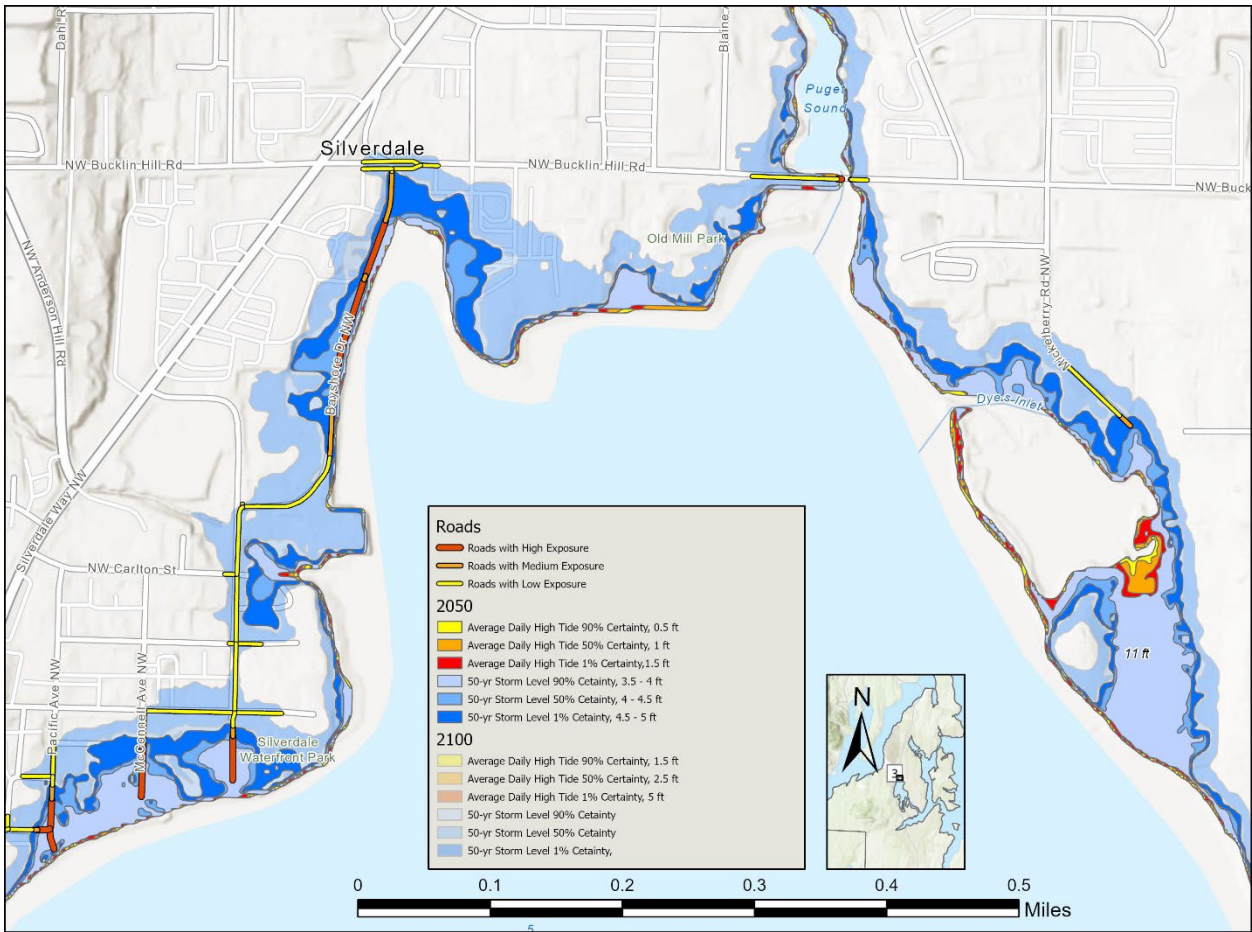 Dahl R
Blaine A
Puget
Sound
Silverdale
NW Bucklin Hill Rd
NW Bucklin Hill Rd
NW Buck
Old Mill Park
NW Anderson Hill Rd
Bayshore Dr NW
Mickelberry Rd NW
Dye's Inlet
Silverdale Way NW
NW Carlton St
11 ft
Pacific Ave NW
McConnell Ave NW
Silverdale
Waterfront Park
Roads
Roads with High Exposure
Roads with Medium Exposure
Roads with Low Exposure
2050
Average Daily High Tide 90% Certainty, 0.5 ft
Average Daily High Tide 50% Certainty, 1 ft
Average Daily High Tide 1% Certainty,1.5 ft
50-yr Storm Level 90% Cetainty, 3.5 - 4 ft
50-yr Storm Level 50% Cetainty, 4 - 4.5 ft
50-yr Storm Level 1% Cetainty, 4.5 - 5 ft
2100
Average Daily High Tide 90% Certainty, 1.5 ft
Average Daily High Tide 50% Certainty, 2.5 ft
Average Daily High Tide 1% Certainty, 5 ft
50-yr Storm Level 90% Cetainty
50-yr Storm Level 50% Cetainty
50-yr Storm Level 1% Cetainty,
N
3
0 0.1 0.2 0.3 0.4 0.5
Miles
5